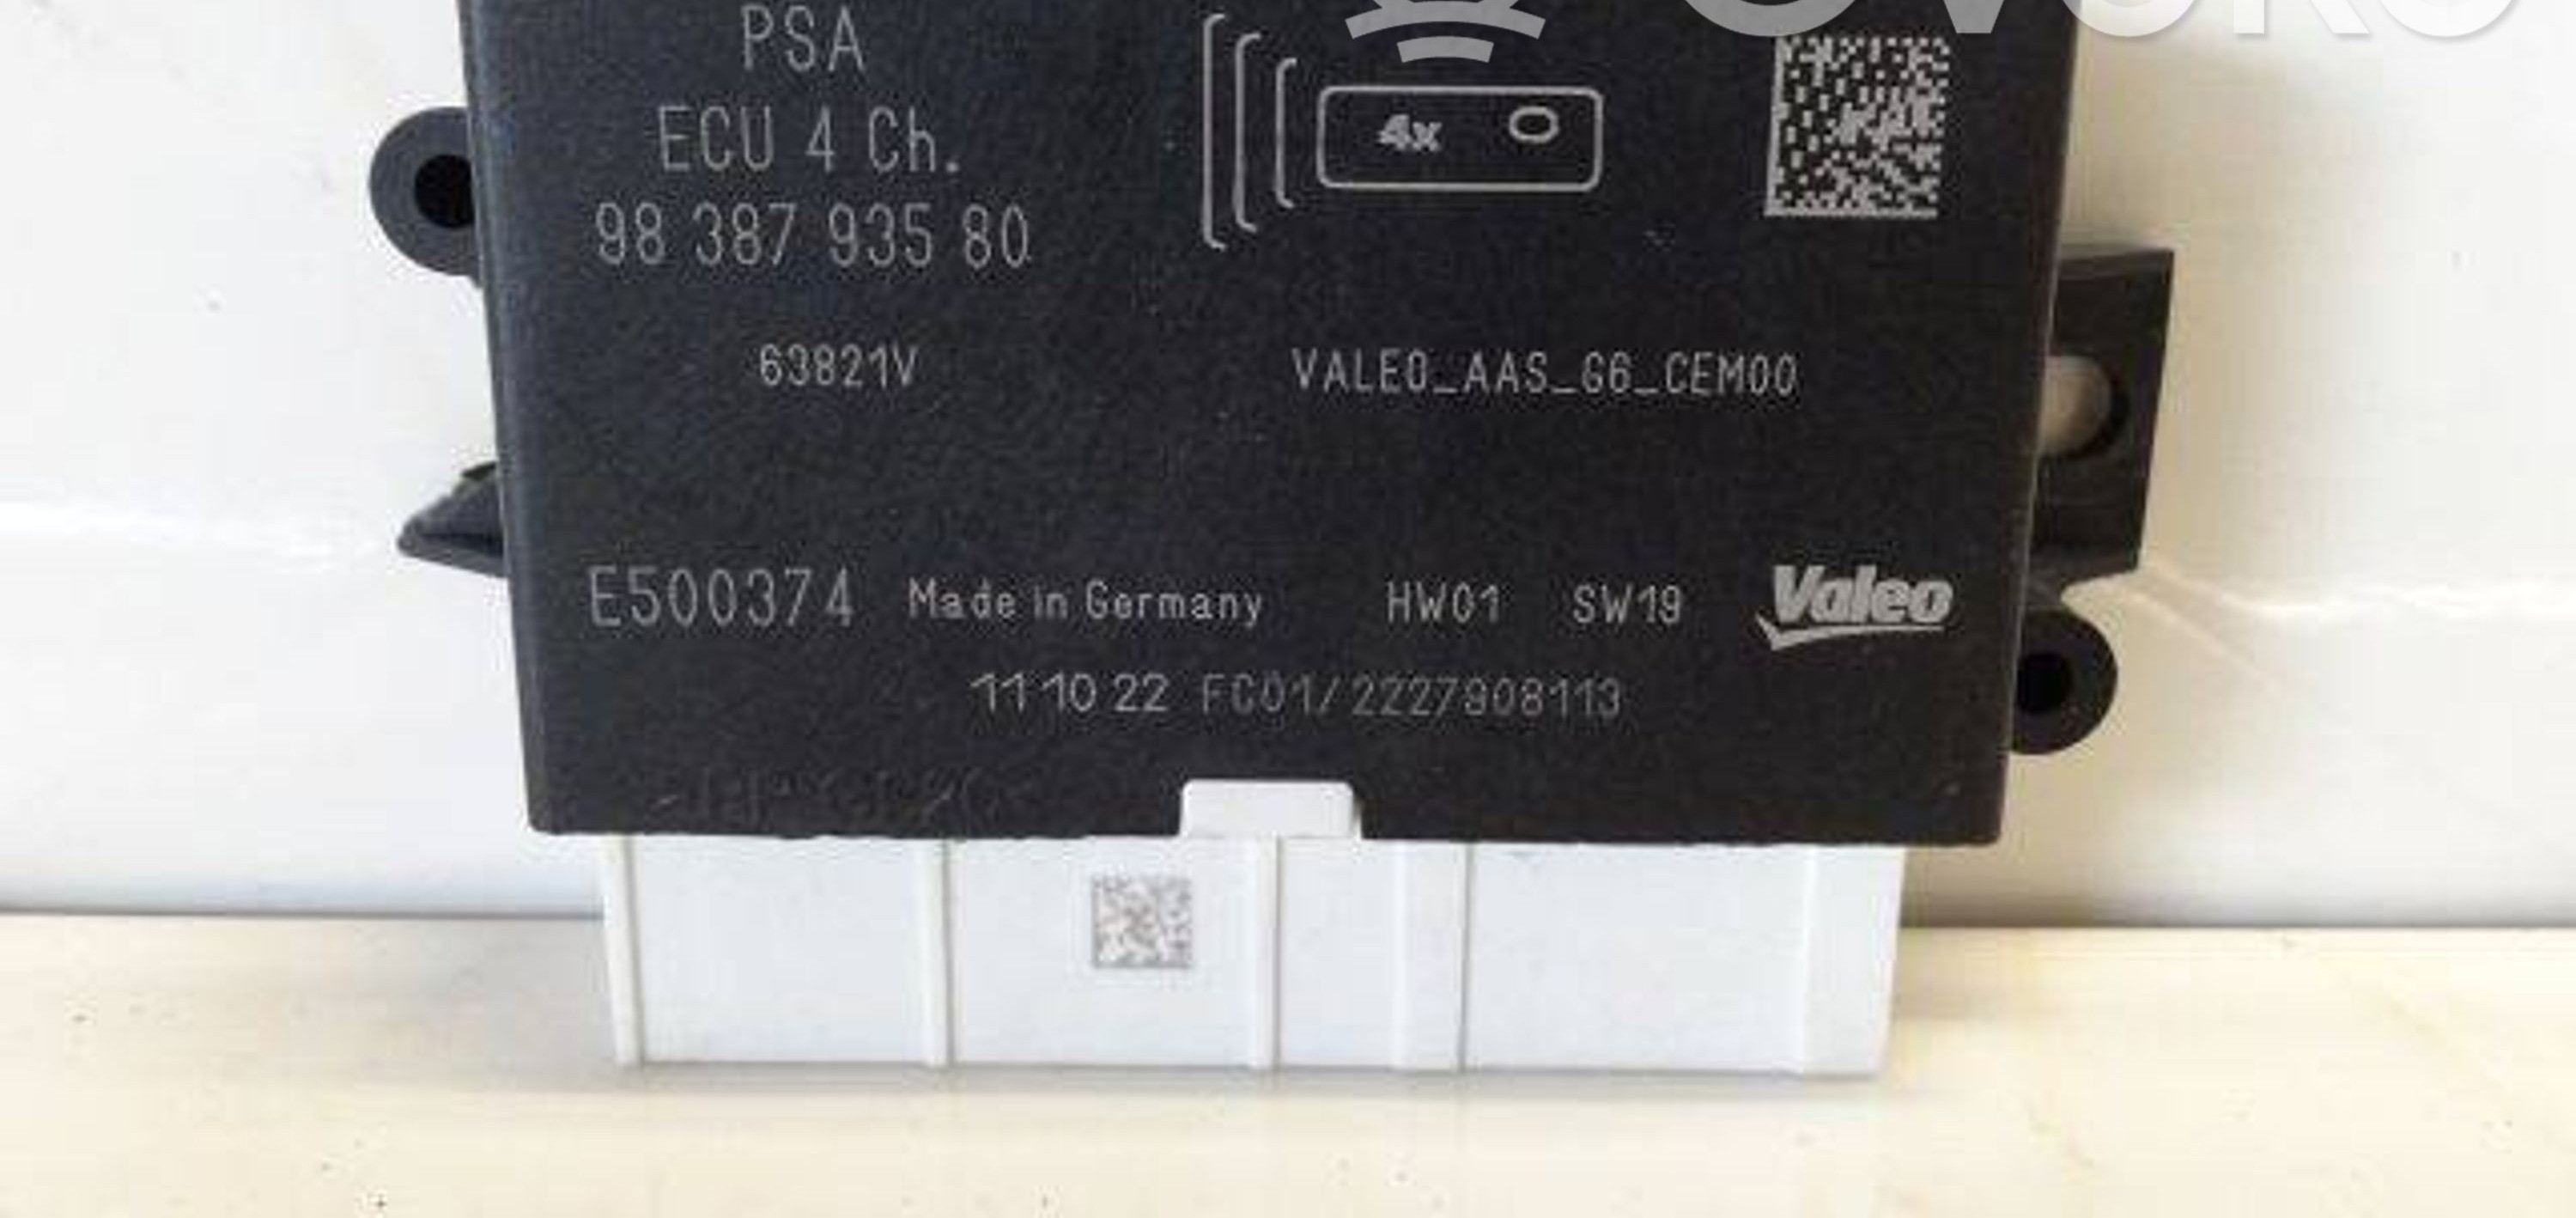 PSA
ECU 4 Ch.
98 387 935 80
4x
63821V
VALEO_AAS_G6_CEM00
E500374 Made in Germany HW01 SW19 Valeo
11 10 22 FC01/2227908113